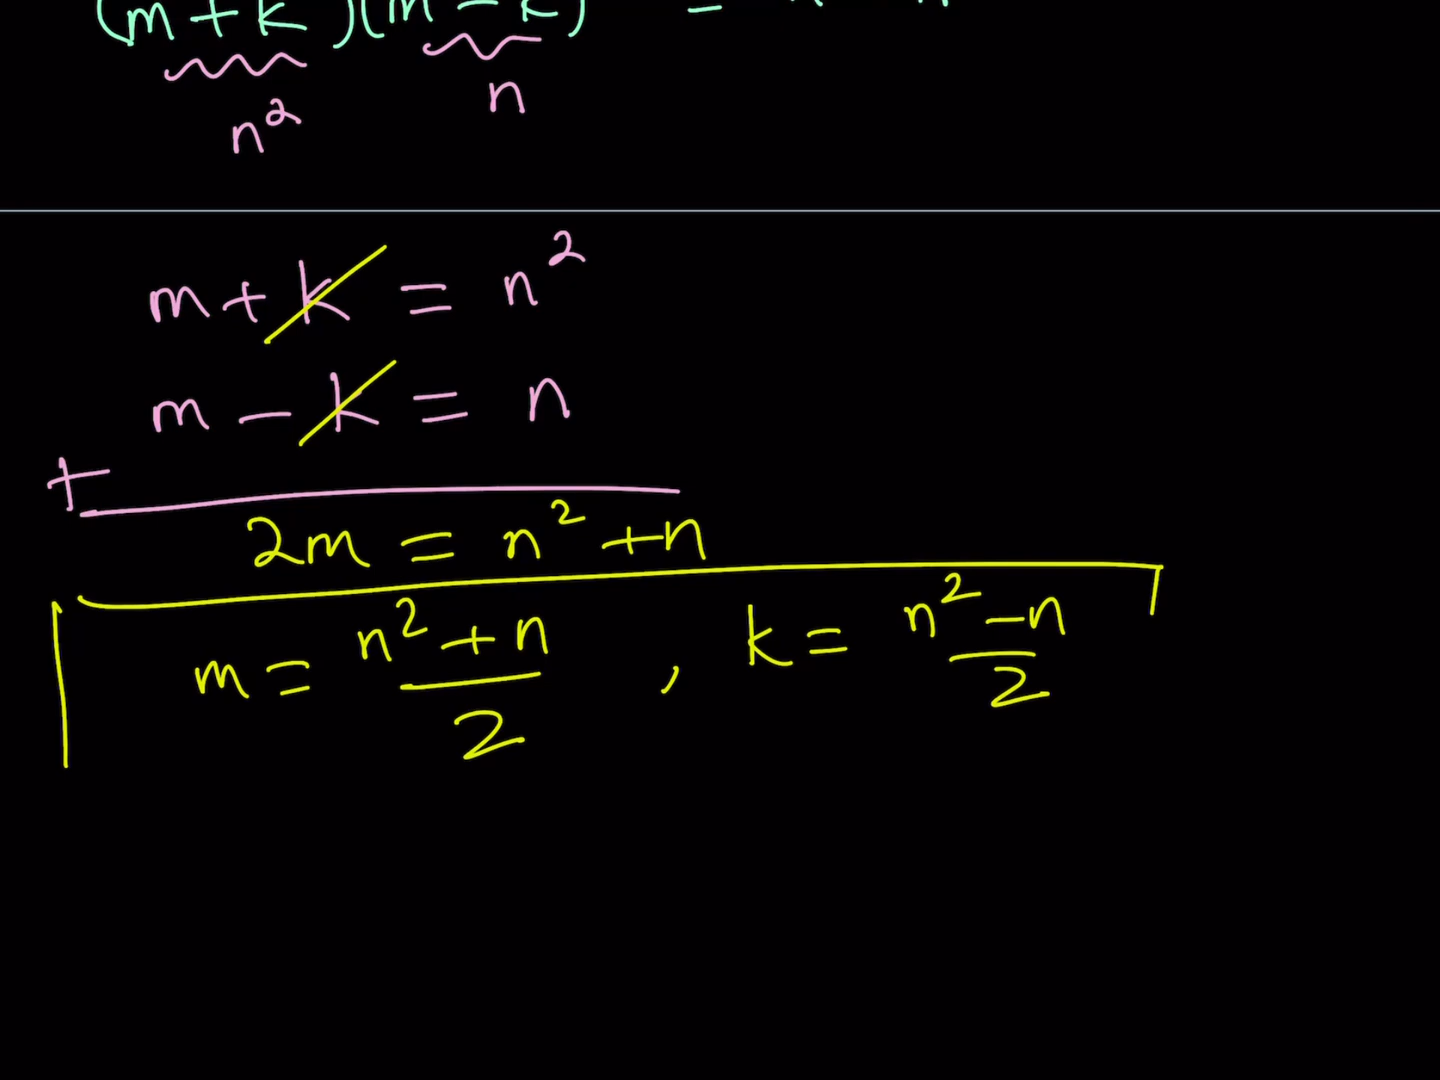 (m+k)(m-k) =
n² n
m+k = n²
m-k = n
+
2m = n²+n
m = n²+n/2 , k = n²-n/2